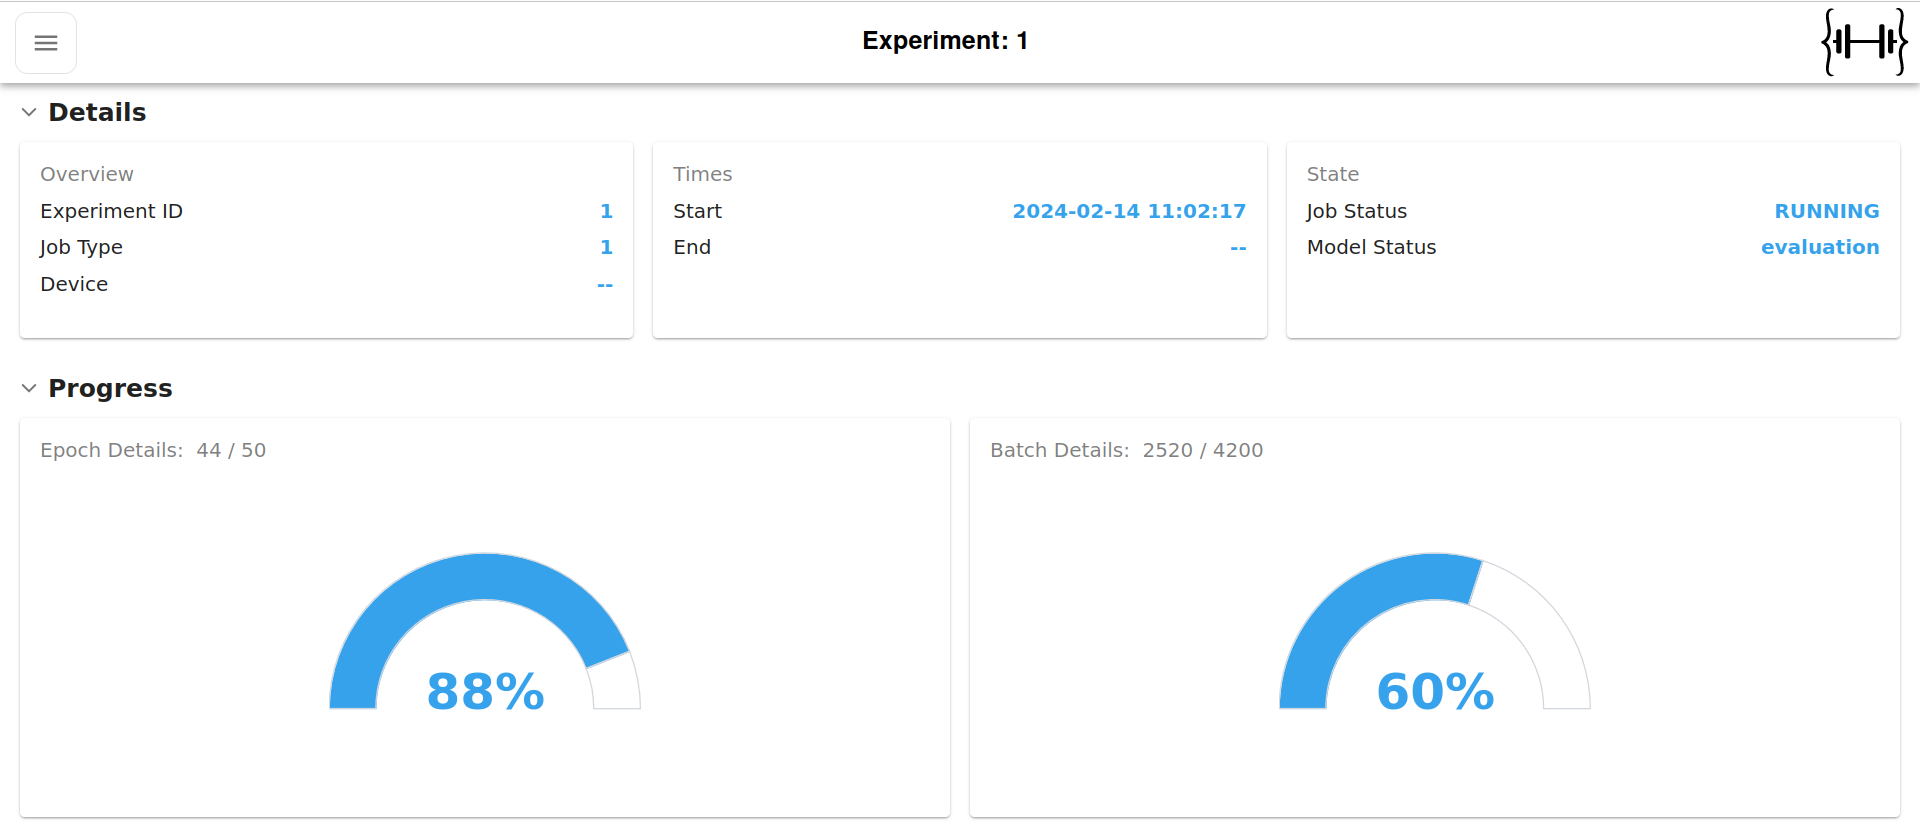 Experiment: 1
Details
Overview
Experiment ID 1
Job Type 1
Device --
Times
Start 2024-02-14 11:02:17
End --
State
Job Status RUNNING
Model Status evaluation
Progress
Epoch Details: 44 / 50
88%
Batch Details: 2520 / 4200
60%